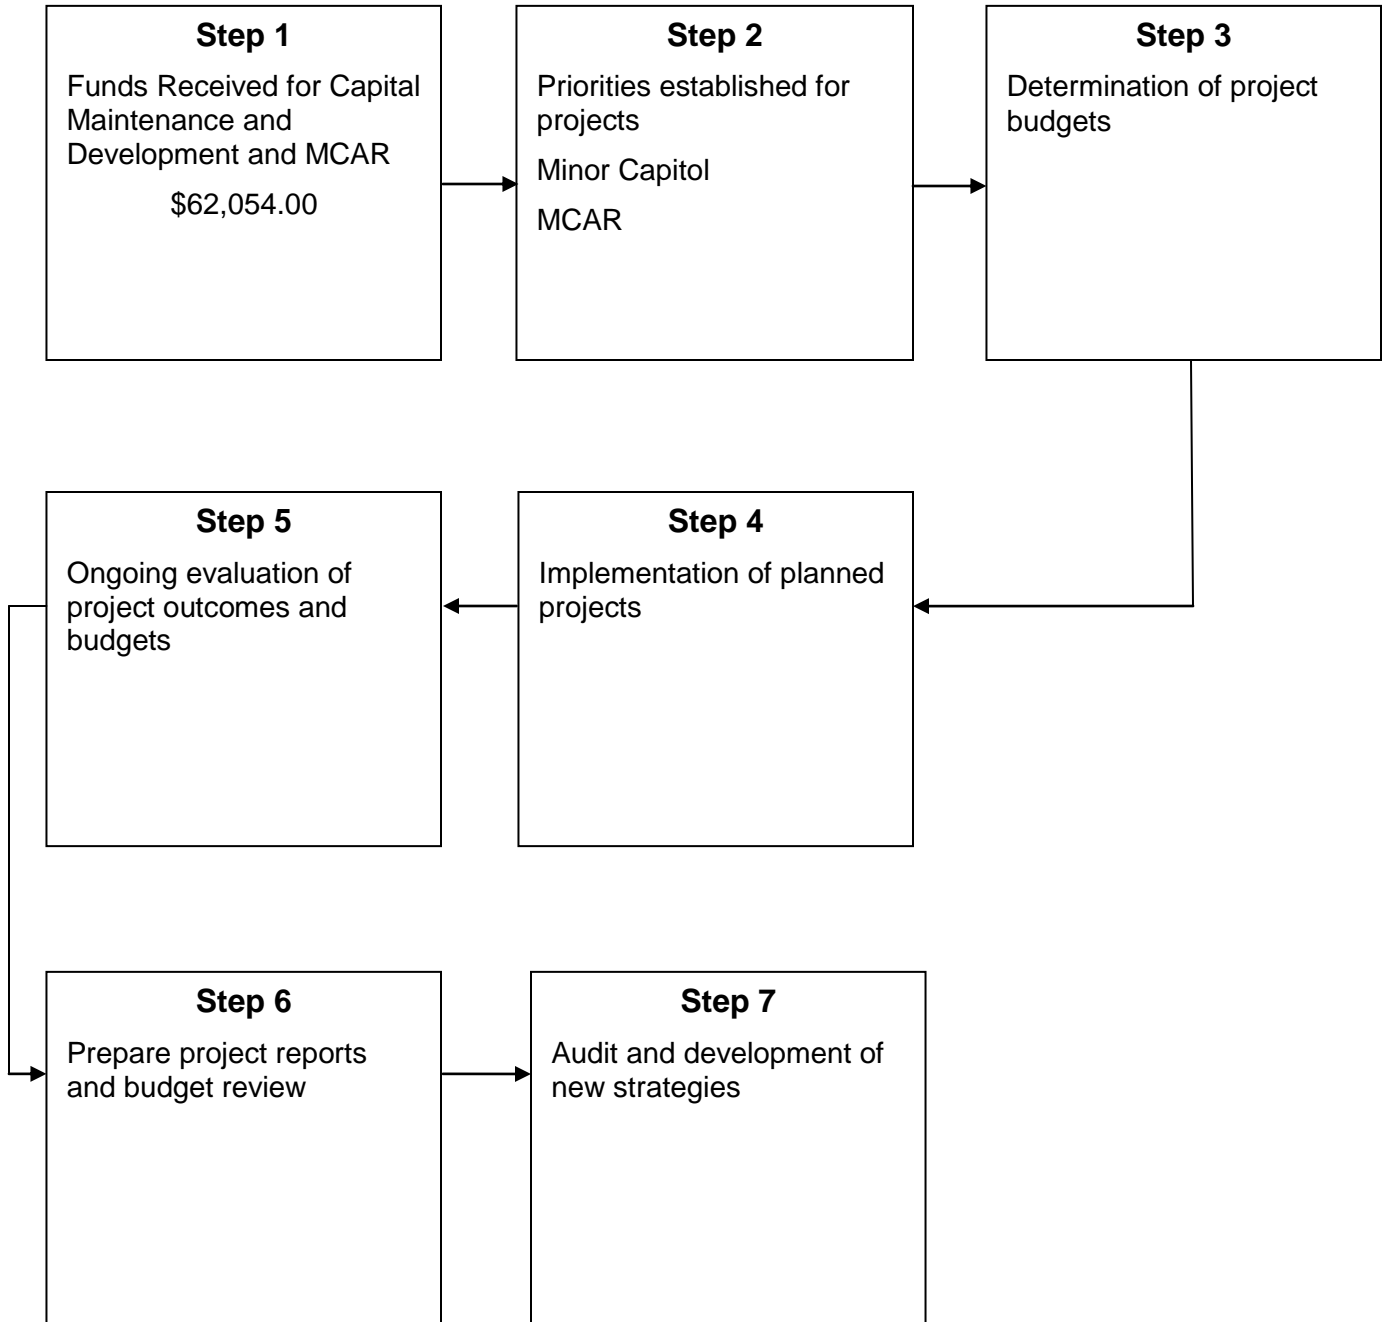 Step 1
Funds Received for Capital
Maintenance and
Development and MCAR
$62,054.00
Step 2
Priorities established for
projects
Minor Capitol
MCAR
Step 3
Determination of project
budgets
Step 4
Implementation of planned
projects
Step 5
Ongoing evaluation of
project outcomes and
budgets
Step 6
Prepare project reports
and budget review
Step 7
Audit and development of
new strategies